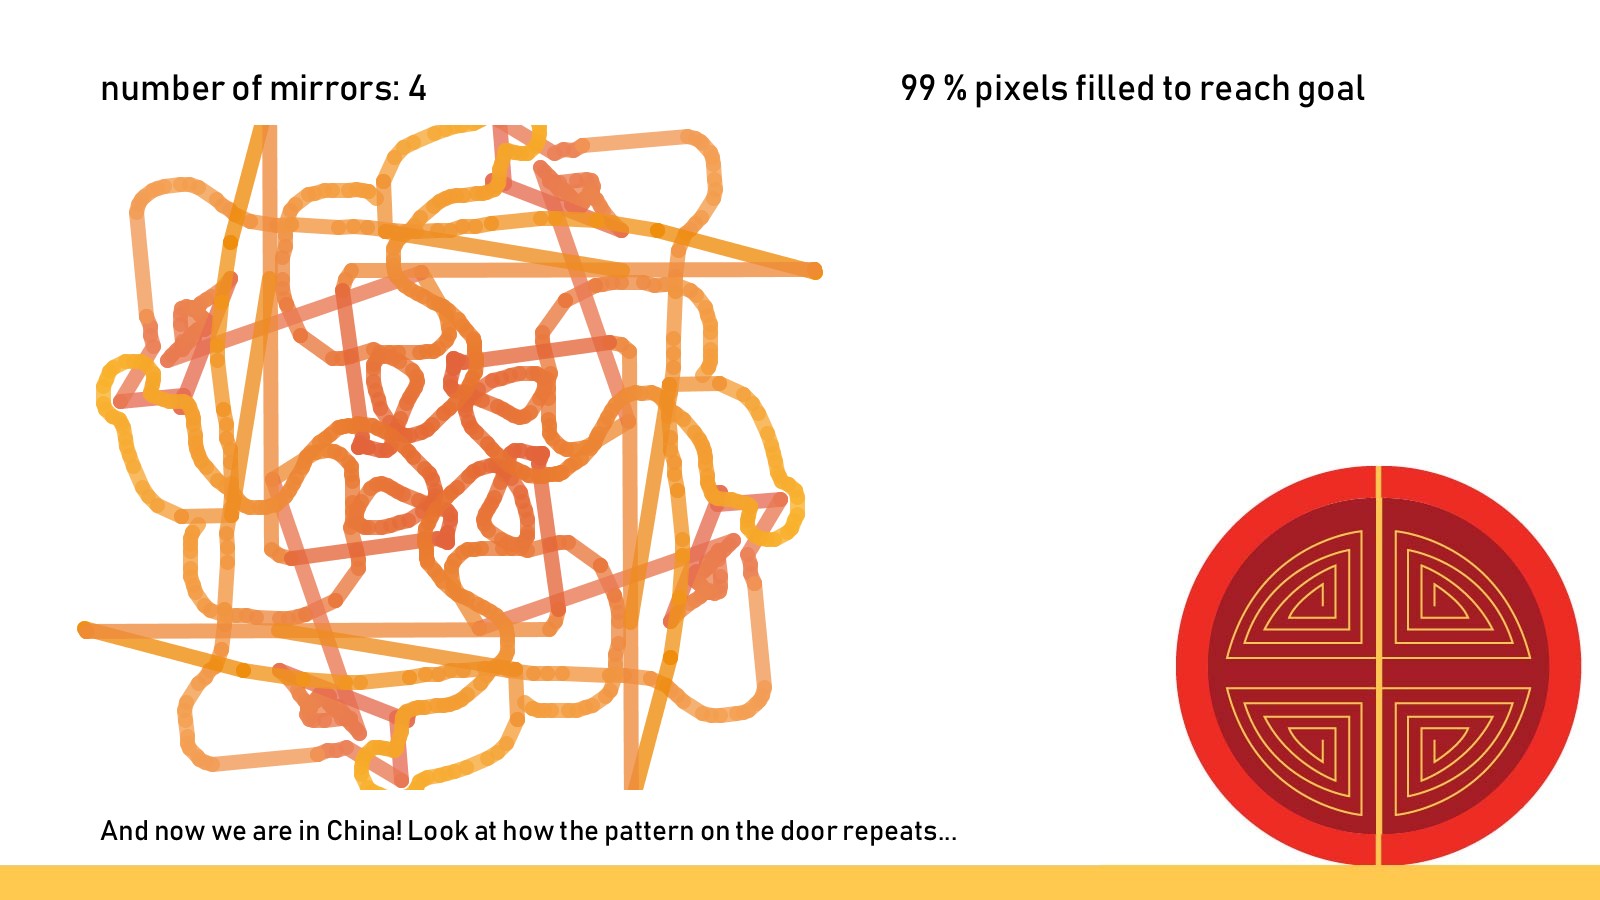 number of mirrors: 4
99 % pixels filled to reach goal
And now we are in China! Look at how the pattern on the door repeats...